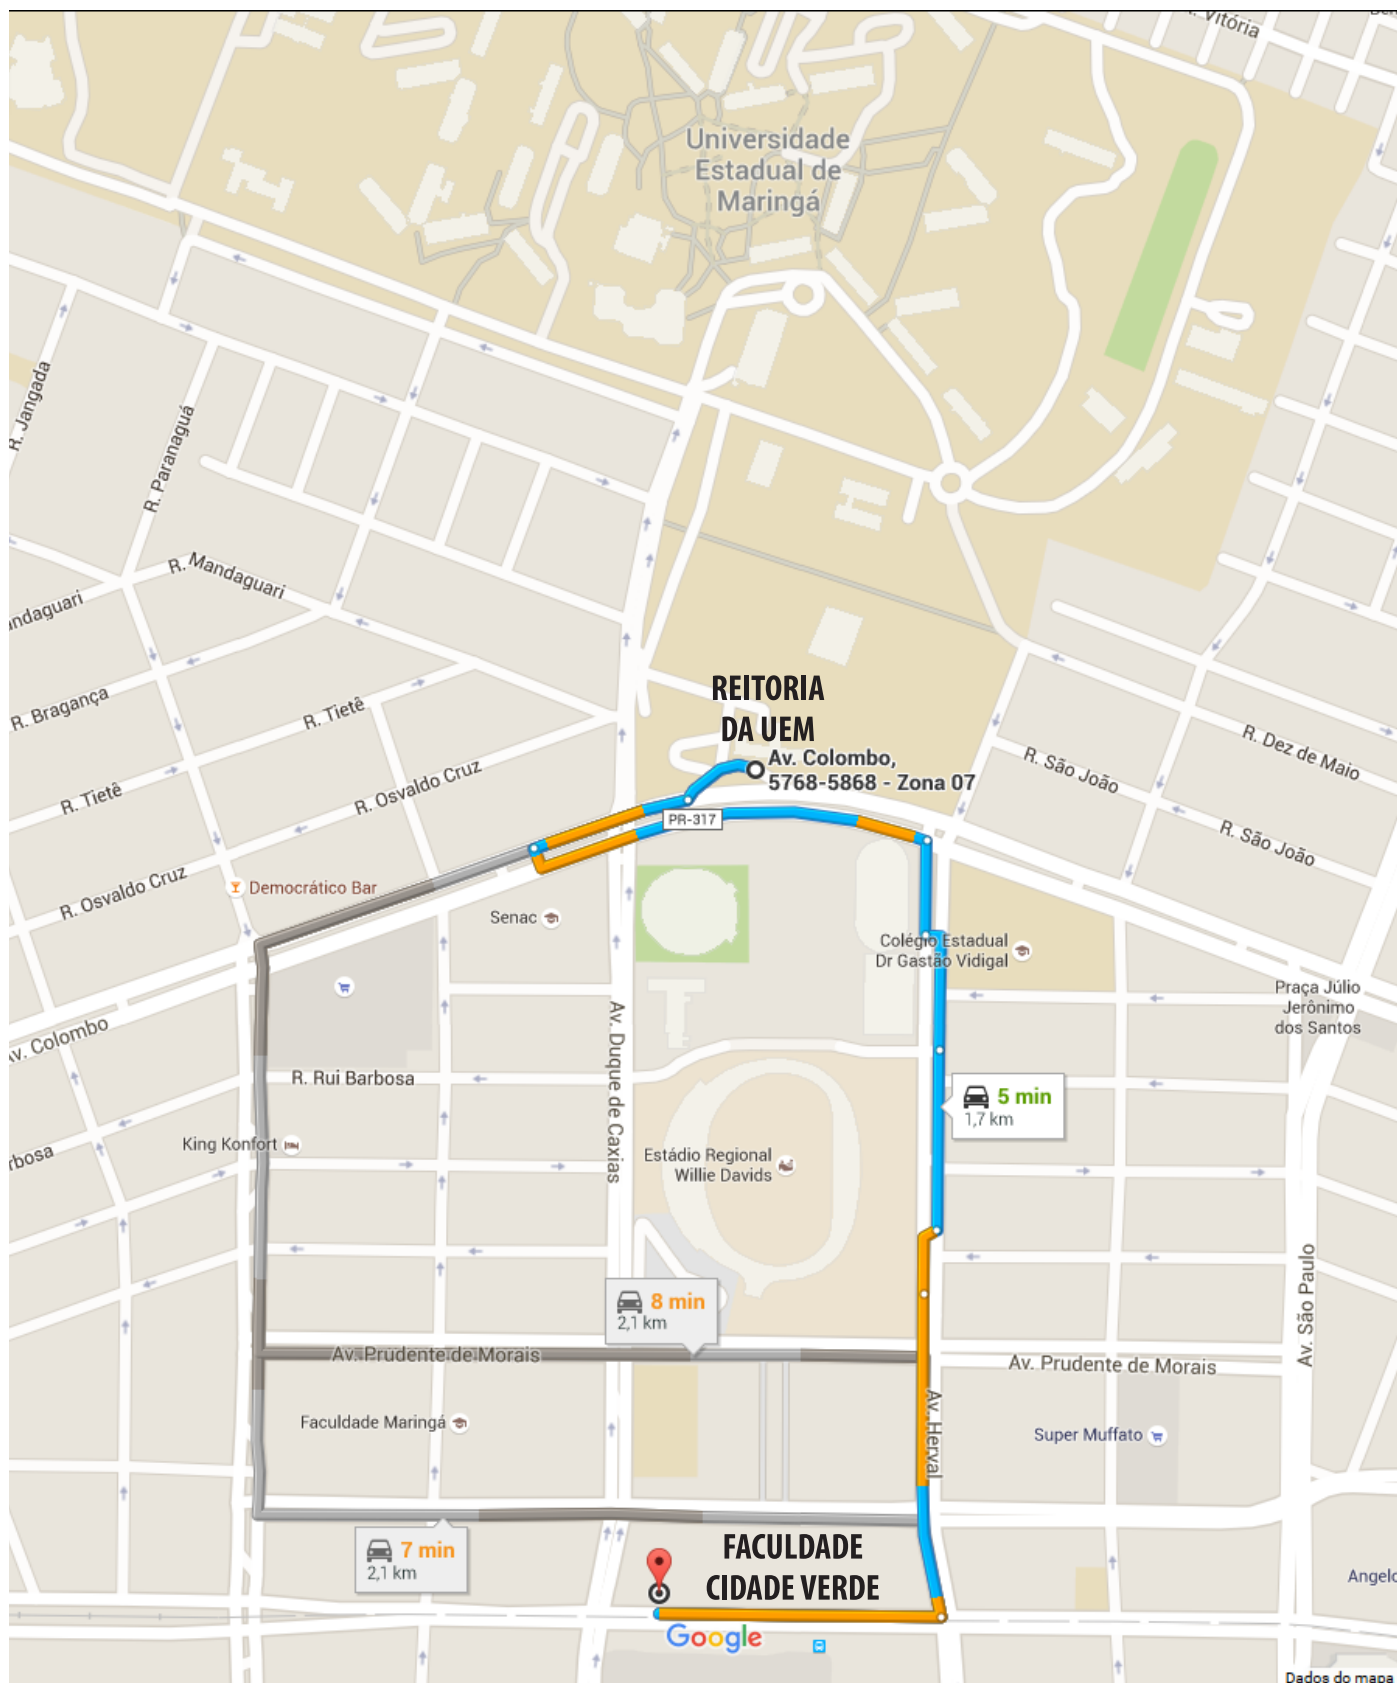 R. Vitória
Universidade
Estadual de
Maringá
R. Jangada
R. Paranaguá
R. Mandaguari
ndaguari
R. Bragança
R. Tietê
R. Tietê
R. Osvaldo Cruz
R. Osvaldo Cruz
REITORIA
DA UEM
Av. Colombo,
5768-5868 - Zona 07
PR-317
R. Dez de Maio
R. São João
R. São João
Democrático Bar
Senac
Colégio Estadual
Dr Gastão Vidigal
Praça Júlio
Jerônimo
dos Santos
Av. Colombo
Av. Duque de Caxias
R. Rui Barbosa
5 min
1,7 km
King Konfort
rbosa
Estádio Regional
Willie Davids
8 min
2,1 km
Av. São Paulo
Av. Prudente de Morais
Av. Prudente de Morais
Av. Herval
Faculdade Maringá
Super Muffato
7 min
2,1 km
FACULDADE
CIDADE VERDE
Angelo
Google
Dados do mapa